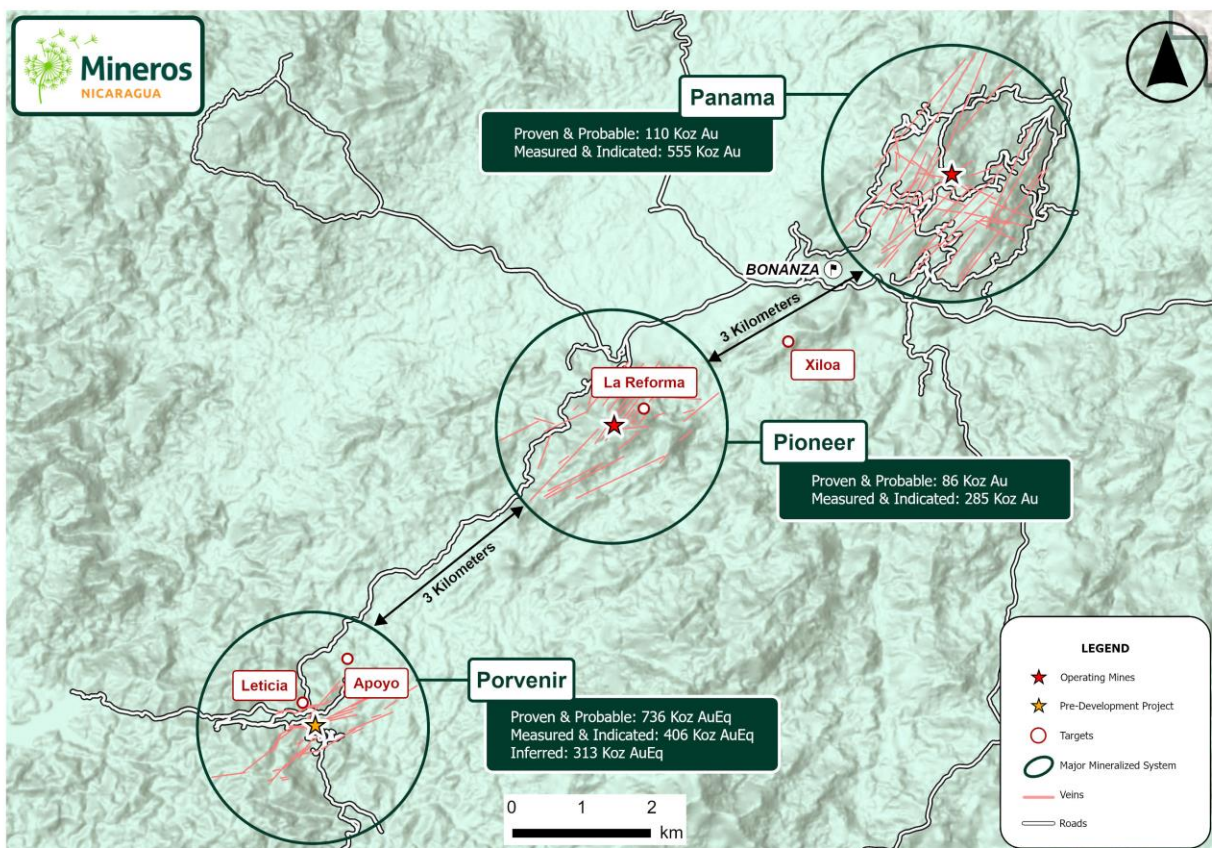 Mineros
NICARAGUA
Panama
Proven & Probable: 110 Koz Au
Measured & Indicated: 555 Koz Au
BONANZA
3 Kilometers
Xiloa
La Reforma
Pioneer
Proven & Probable: 86 Koz Au
Measured & Indicated: 285 Koz Au
3 Kilometers
Leticia
Apoyo
Porvenir
Proven & Probable: 736 Koz AuEq
Measured & Indicated: 406 Koz AuEq
Inferred: 313 Koz AuEq
0 1 2
km
LEGEND
Operating Mines
Pre-Development Project
Targets
Major Mineralized System
Veins
Roads